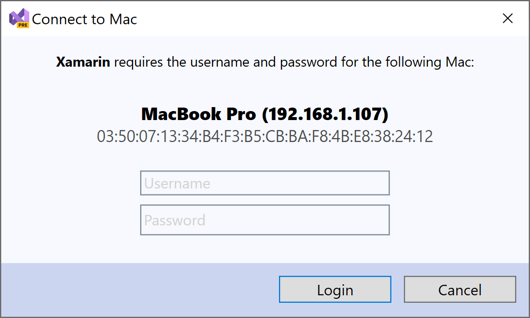 PRE
Connect to Mac
Xamarin requires the username and password for the following Mac:
MacBook Pro (192.168.1.107)
03:50:07:13:34:B4:F3:B5:CB:BA:F8:4B:E8:38:24:12
Username
Password
Login
Cancel